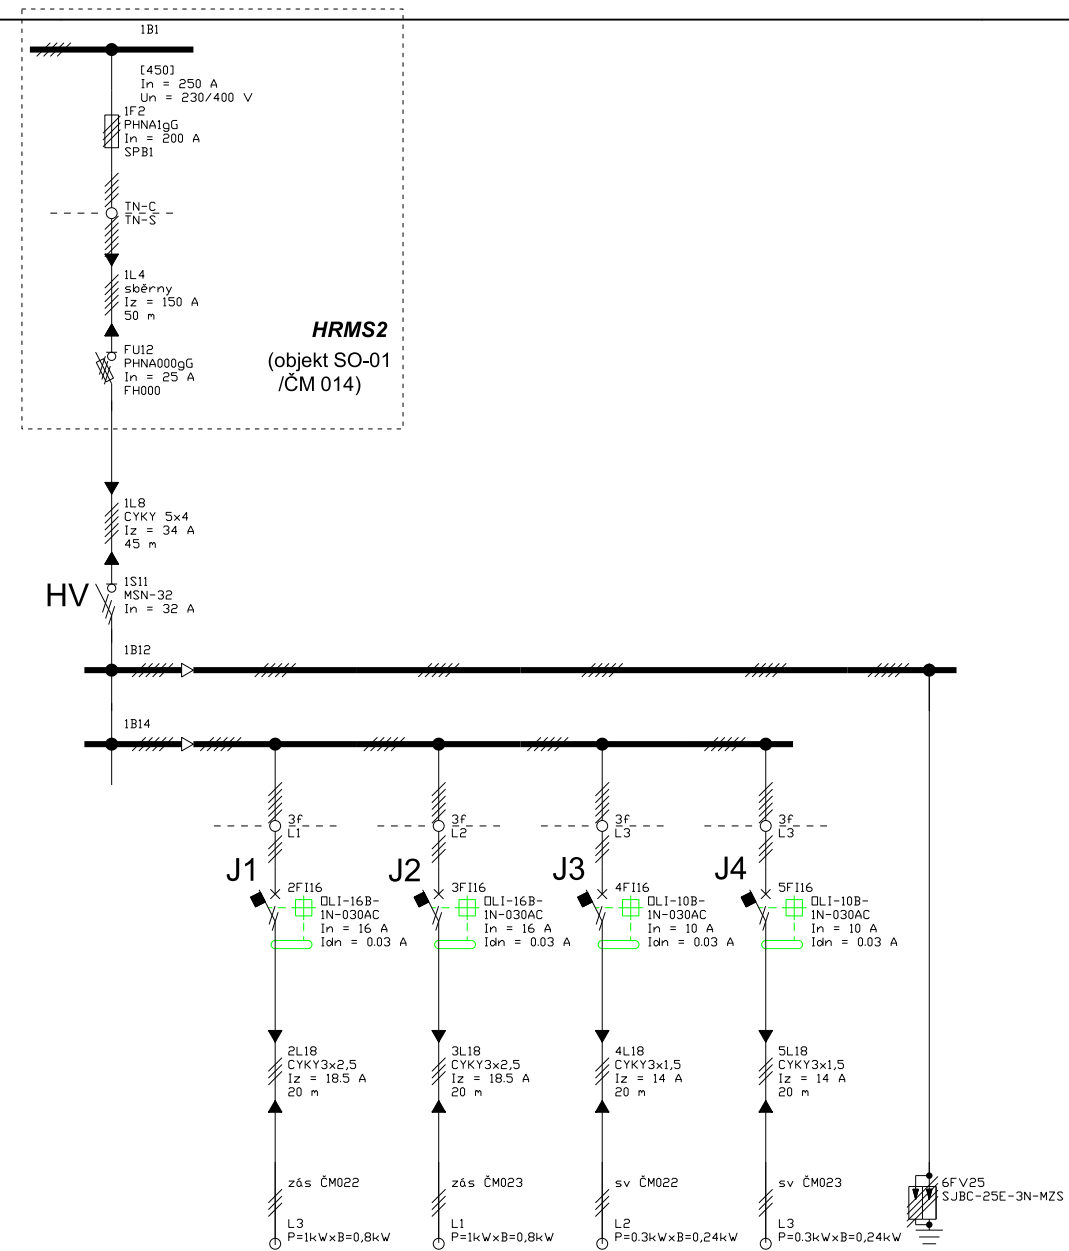 1B1
[450]
In = 250 A
Un = 230/400 V
1F2
PHNA1gG
In = 200 A
SPB1
TN-C
TN-S
1L4
sběrny
Iz = 150 A
50 m
HRMS2
(objekt SO-01
/ČM 014)
FU12
PHNA000gG
In = 25 A
FH000
1L8
CYKY 5x4
Iz = 34 A
45 m
HV
1S11
MSN-32
In = 32 A
1B12
1B14
3f
L1
3f
L2
3f
L3
3f
L3
J1
2FI16
OLI-16B-
1N-030AC
In = 16 A
Idn = 0.03 A
J2
3FI16
OLI-16B-
1N-030AC
In = 16 A
Idn = 0.03 A
J3
4FI16
OLI-10B-
1N-030AC
In = 10 A
Idn = 0.03 A
J4
5FI16
OLI-10B-
1N-030AC
In = 10 A
Idn = 0.03 A
2L18
CYKY3x2,5
Iz = 18.5 A
20 m
3L18
CYKY3x2,5
Iz = 18.5 A
20 m
4L18
CYKY3x1,5
Iz = 14 A
20 m
5L18
CYKY3x1,5
Iz = 14 A
20 m
zás ČM022
L3
P=1kWxB=0,8kW
zás ČM023
L1
P=1kWxB=0,8kW
sv ČM022
L2
P=0.3kWxB=0,24kW
sv ČM023
L3
P=0.3kWxB=0,24kW
6FV25
SJBC-25E-3N-MZS